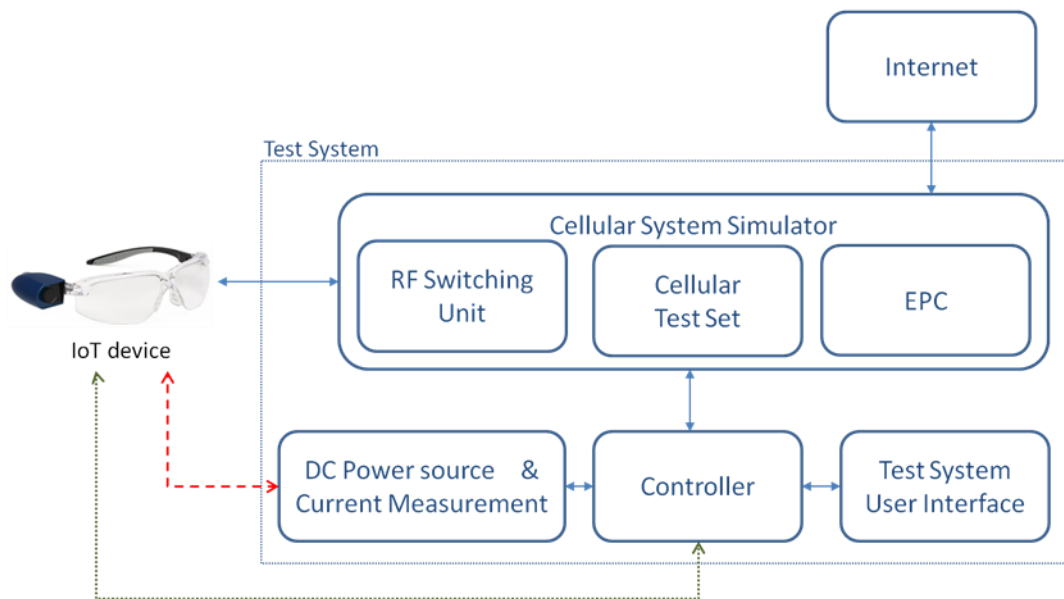 Internet
Test System
Cellular System Simulator
RF Switching
Unit
Cellular
Test Set
EPC
IoT device
DC Power source & 
Current Measurement
Controller
Test System
User Interface